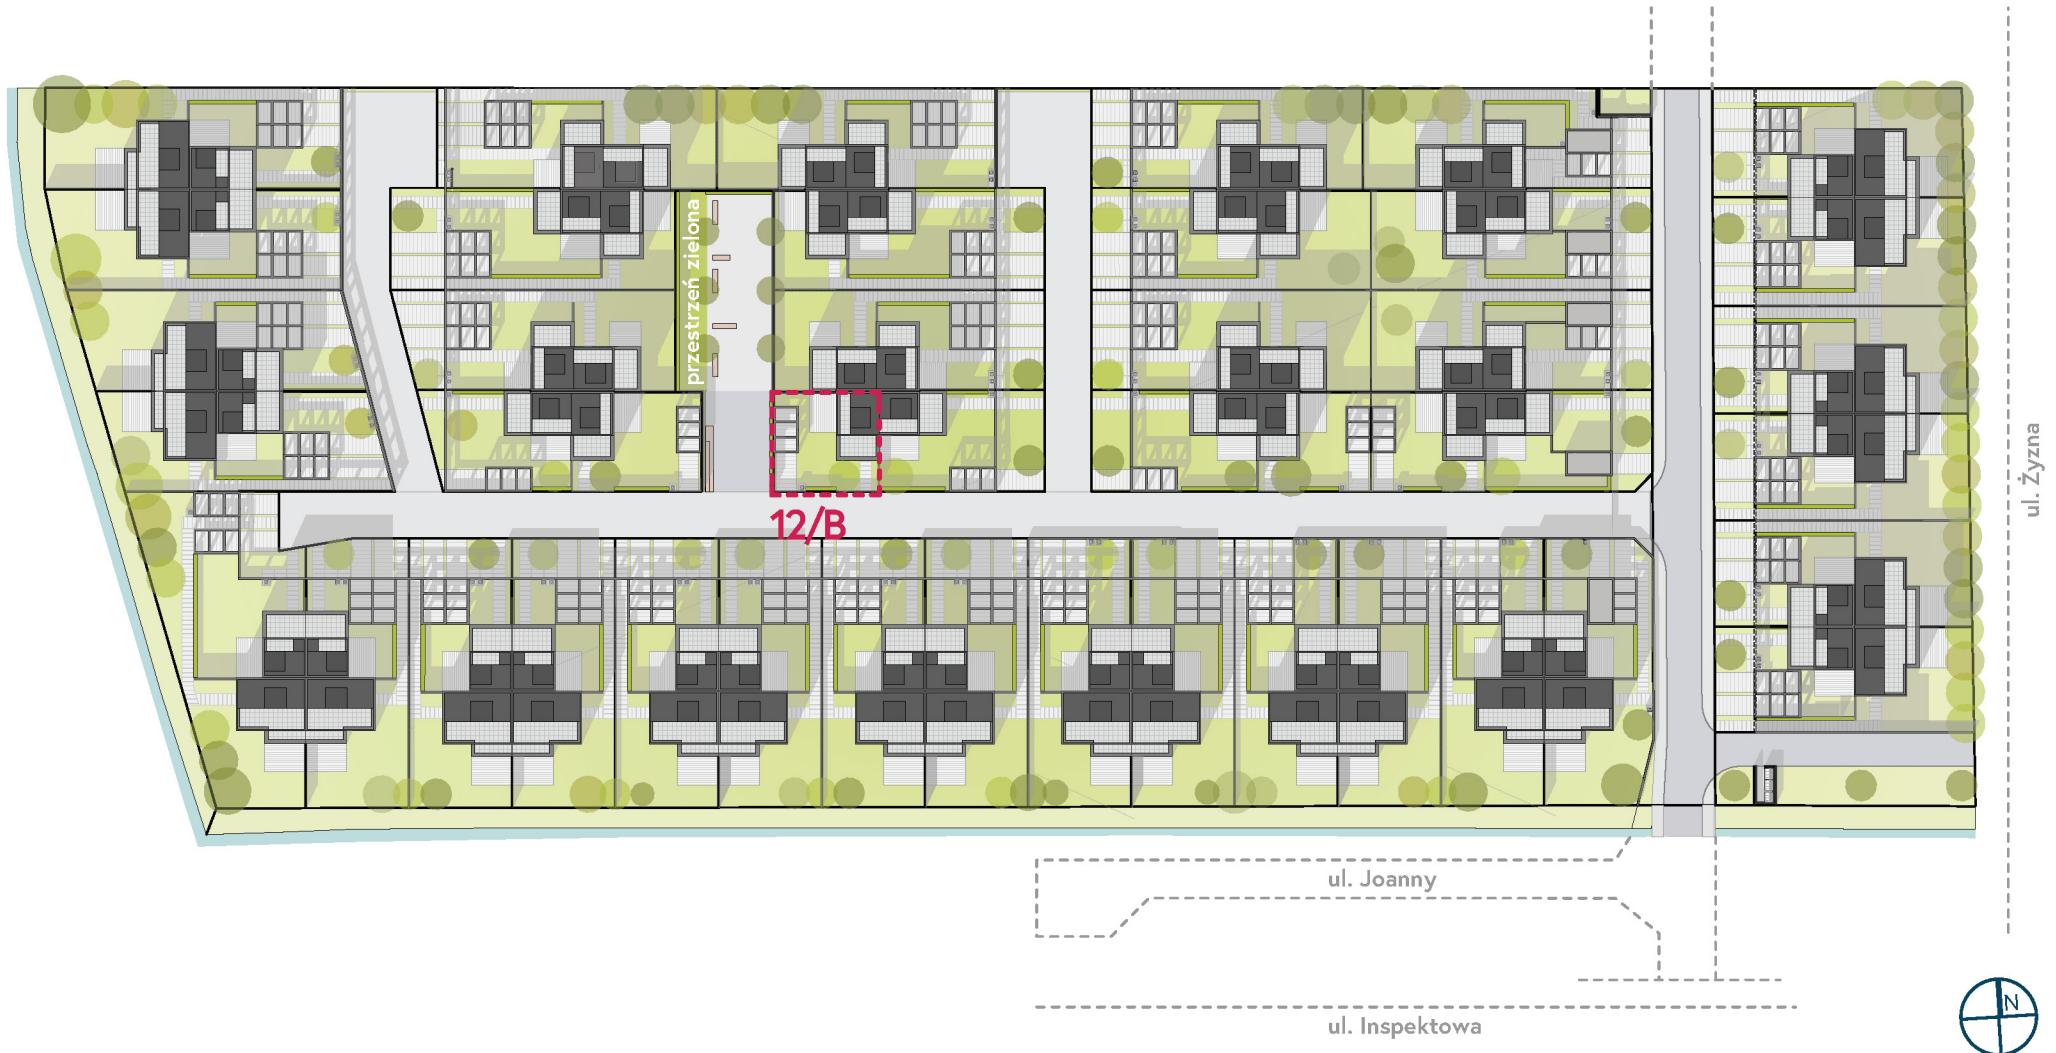 przestrzeń zielona
12/B
ul. Żyzna
ul. Joanny
ul. Inspektowa
N